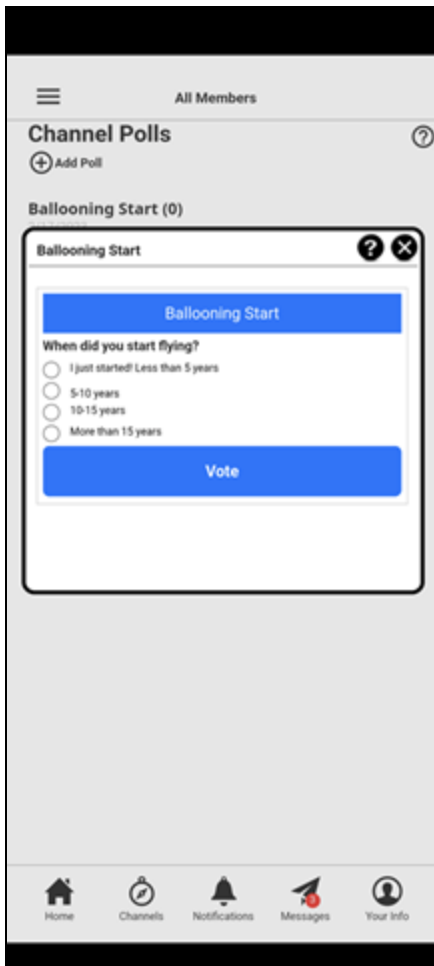 All Members
Channel Polls
Add Poll
Ballooning Start (0)
Ballooning Start
Ballooning Start
When did you start flying?
I just started! Less than 5 years
5-10 years
10-15 years
More than 15 years
Vote
Home
Channels
Notifications
Messages
3
Your Info